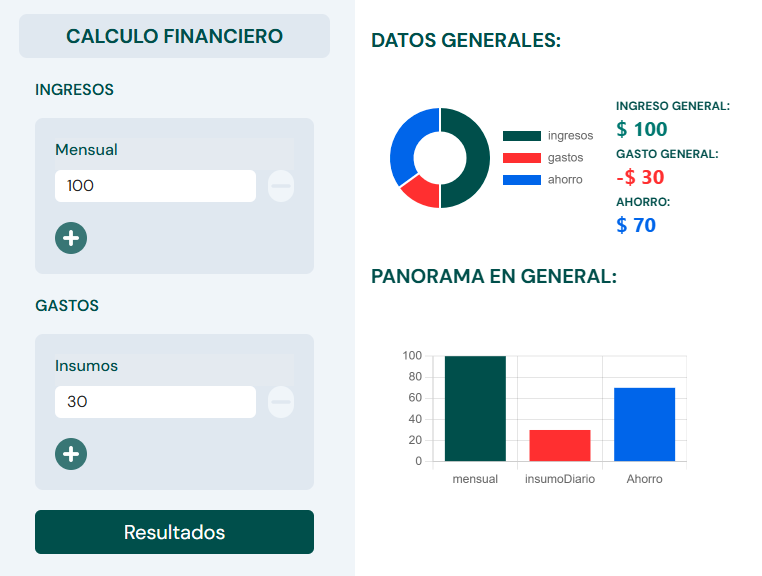 CALCULO FINANCIERO
INGRESOS
Mensual
100
GASTOS
Insumos
30
Resultados
DATOS GENERALES:
ingresos
gastos
ahorro
INGRESO GENERAL:
$ 100
GASTO GENERAL:
-$ 30
AHORRO:
$ 70
PANORAMA EN GENERAL:
100
80
60
40
20
0
mensual insumoDiario Ahorro